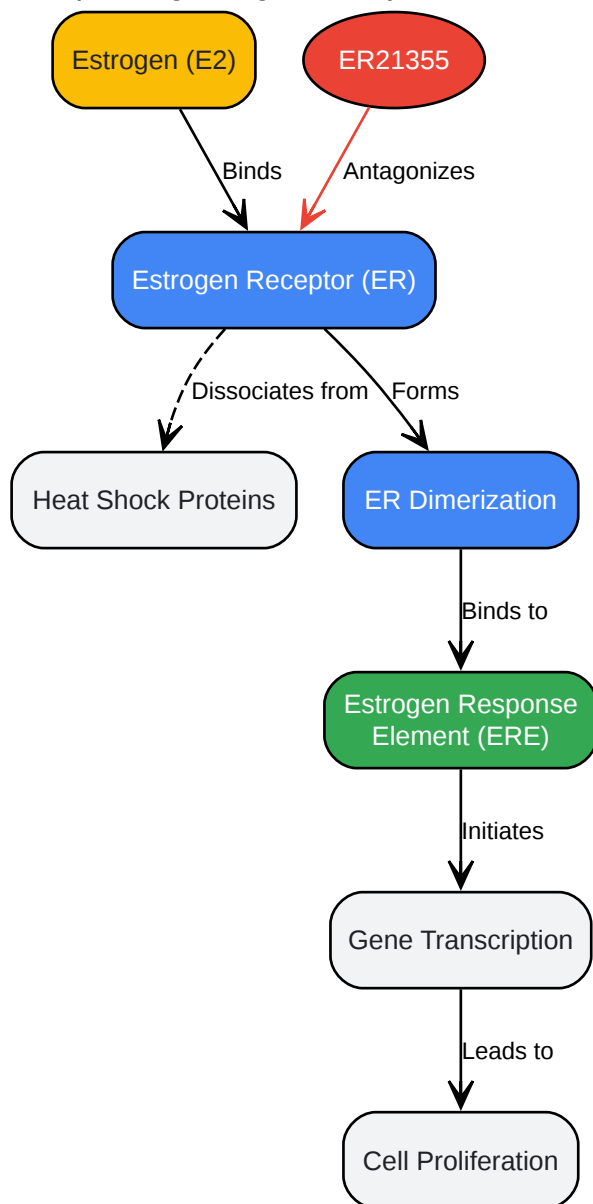 Estrogen (E2)
ER21355
Binds
Antagonizes
Estrogen Receptor (ER)
Dissociates from
Forms
Heat Shock Proteins
ER Dimerization
Binds to
Estrogen Response
Element (ERE)
Initiates
Gene Transcription
Leads to
Cell Proliferation